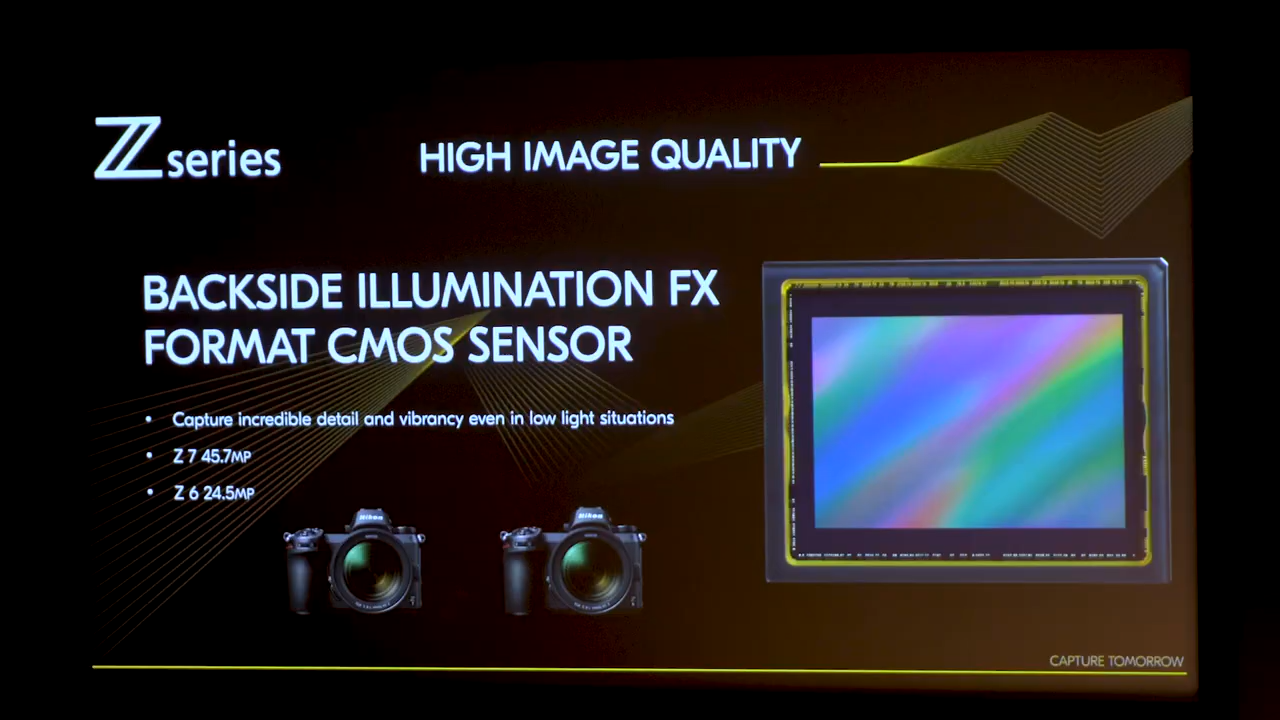 Z series
HIGH IMAGE QUALITY
BACKSIDE ILLUMINATION FX
FORMAT CMOS SENSOR
• Capture incredible detail and vibrancy even in low light situations
• Z 7 45.7MP
• Z 6 24.5MP
Nikon
Nikon
CAPTURE TOMORROW